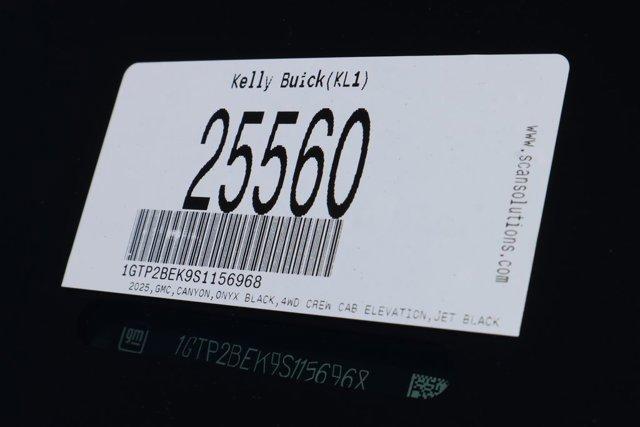 Kelly Buick(KL1)
25560
1GTP2BEK9S1156968
2025,GMC,CANYON,ONYX BLACK,4WD CREW CAB ELEVATION,JET BLACK
www.scansolutions.com
gm
1GTP2BEK9S1156968